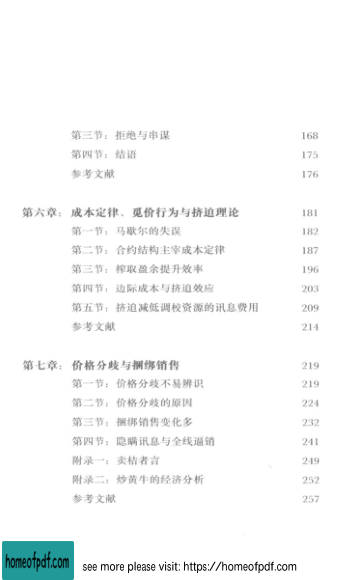 第三节：拒绝与串谋 168
第四节：结语 175
参考文献 176
第六章：成本定律、觅价行为与挤迫理论 181
第一节：马歇尔的失误 182
第二节：合约结构主宰成本定律 187
第三节：榨取盈余提升效率 196
第四节：边际成本与挤迫效应 203
第五节：挤迫减低调校资源的讯息费用 209
参考文献 214
第七章：价格分歧与捆绑销售 219
第一节：价格分歧不易辨识 219
第二节：价格分歧的原因 224
第三节：捆绑销售变化多 232
第四节：隐瞒讯息与全线逼销 241
附录一：卖桔者言 249
附录二：炒黄牛的经济分析 252
参考文献 257
homeofpdf.com see more please visit: https://homeofpdf.com